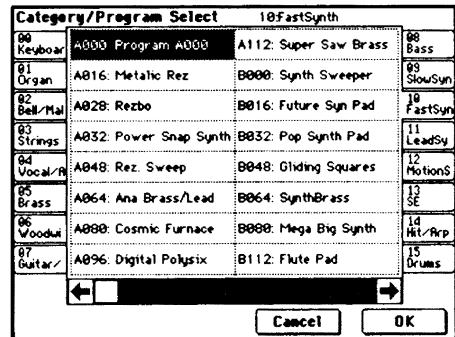 Category/Program Select 10:FastSynth
00 Keyboar
01 Organ
02 Bell/Mal
03 Strings
04 Vocal/A
05 Brass
06 Woodwi
07 Guitar/
A000: Program A000
A016: Metalic Rez
A028: Rezbo
A032: Power Snap Synth
A048: Rez. Sweep
A064: Ana Brass/Lead
A080: Cosmic Furnace
A096: Digital Polysix
A112: Super Saw Brass
B000: Synth Sweeper
B016: Future Syn Pad
B032: Pop Synth Pad
B048: Gliding Squares
B064: SynthBrass
B080: Mega Big Synth
B112: Flute Pad
08 Bass
09 SlowSyn
10 FastSyn
11 LeadSy
12 MotionS
13 SE
14 Hit/Arp
15 Drums
Cancel
OK